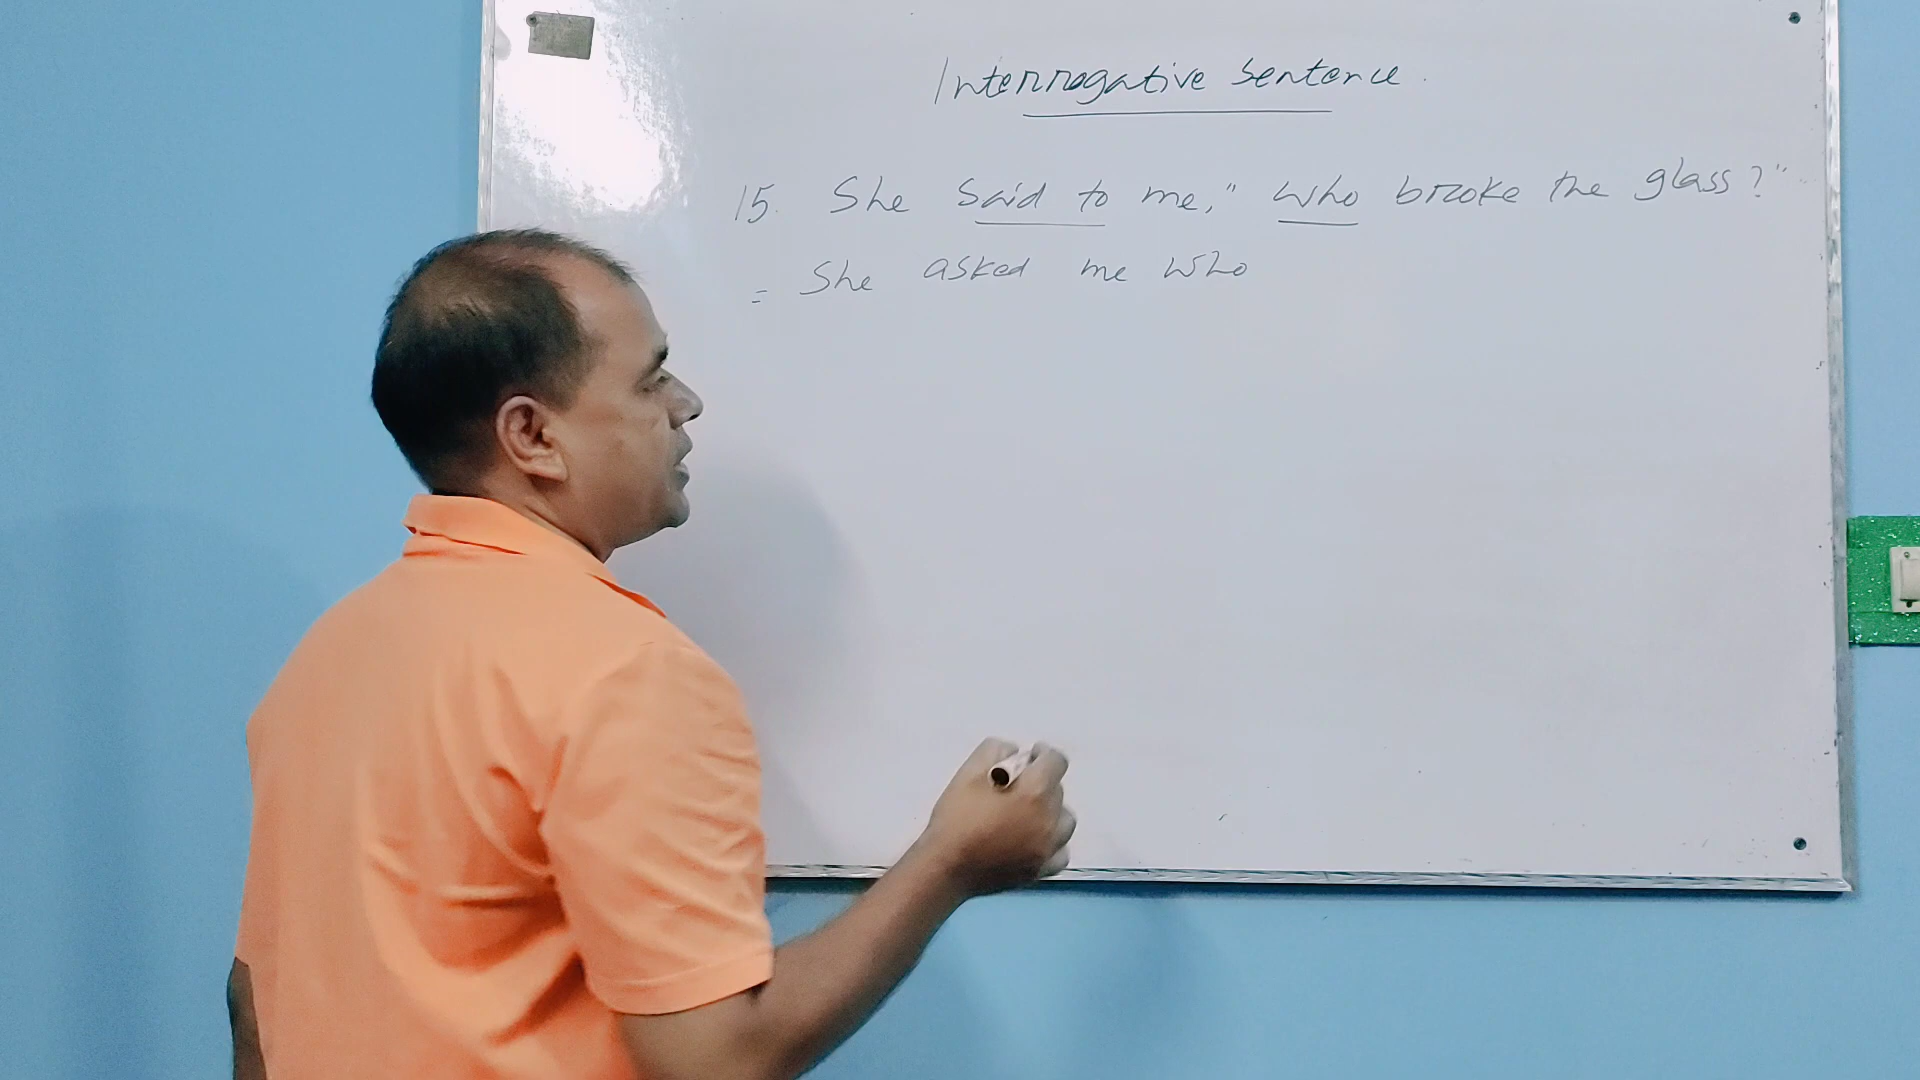 Interrogative Sentence.
15. She said to me, " who broke the glass ?"
= She asked me who